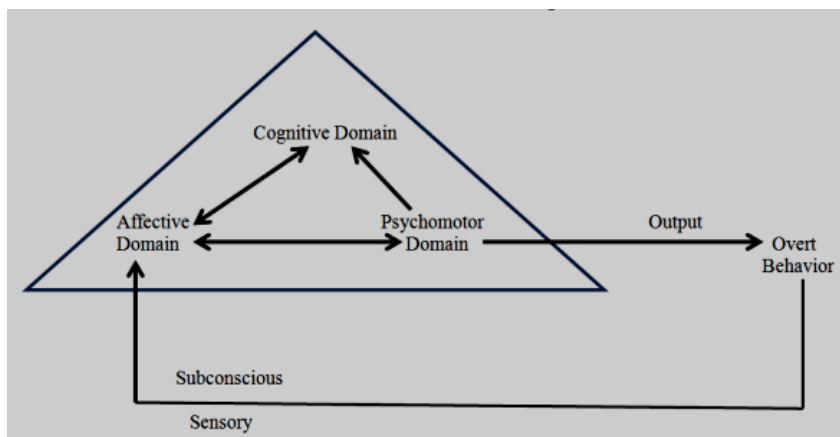 Cognitive Domain
Affective
Domain
Psychomotor
Domain
Output
Overt
Behavior
Subconscious
Sensory